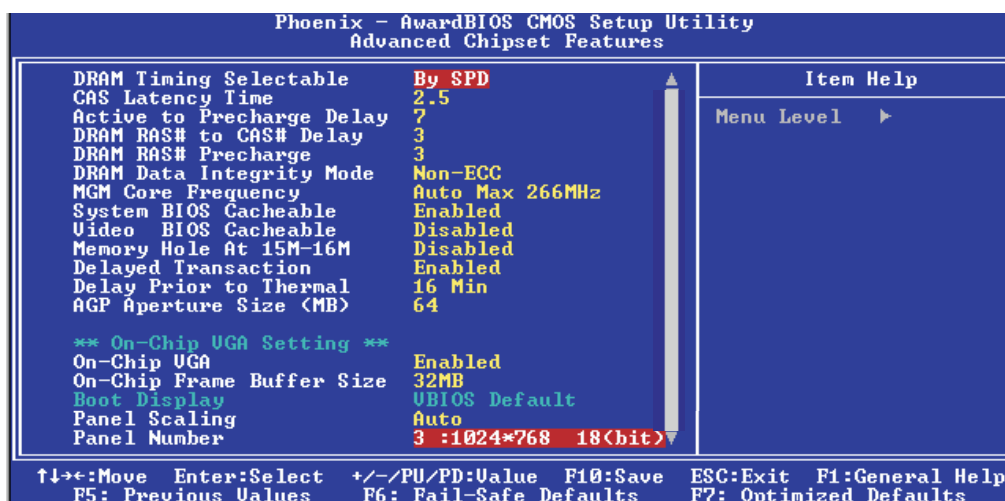 Phoenix - AwardBIOS CMOS Setup Utility
Advanced Chipset Features
DRAM Timing Selectable By SPD
CAS Latency Time 2.5
Active to Precharge Delay 7
DRAM RAS# to CAS# Delay 3
DRAM RAS# Precharge 3
DRAM Data Integrity Mode Non-ECC
MGM Core Frequency Auto Max 266MHz
System BIOS Cacheable Enabled
Video BIOS Cacheable Disabled
Memory Hole At 15M-16M Disabled
Delayed Transaction Enabled
Delay Prior to Thermal 16 Min
AGP Aperture Size (MB) 64
** On-Chip VGA Setting **
On-Chip VGA Enabled
On-Chip Frame Buffer Size 32MB
Boot Display VBIOS Default
Panel Scaling Auto
Panel Number 3 :1024*768 18(bit)
Item Help
Menu Level ►
↑↓→←:Move Enter:Select +/-/PU/PD:Value F10:Save ESC:Exit F1:General Help
F5: Previous Values F6: Fail-Safe Defaults F7: Optimized Defaults